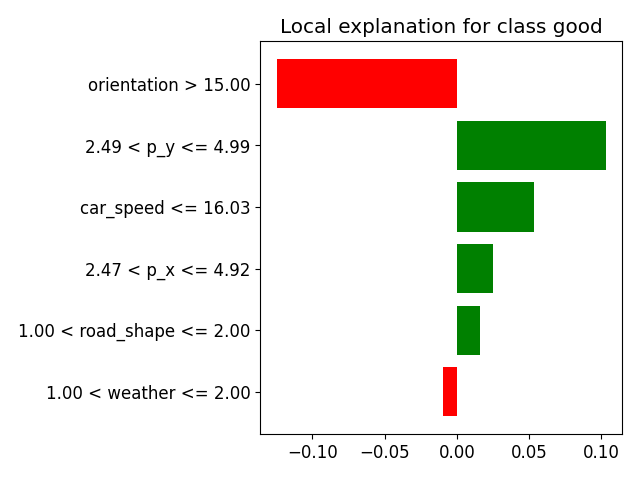 Local explanation for class good
orientation > 15.00
2.49 < p_y <= 4.99
car_speed <= 16.03
2.47 < p_x <= 4.92
1.00 < road_shape <= 2.00
1.00 < weather <= 2.00
−0.10 −0.05 0.00 0.05 0.10